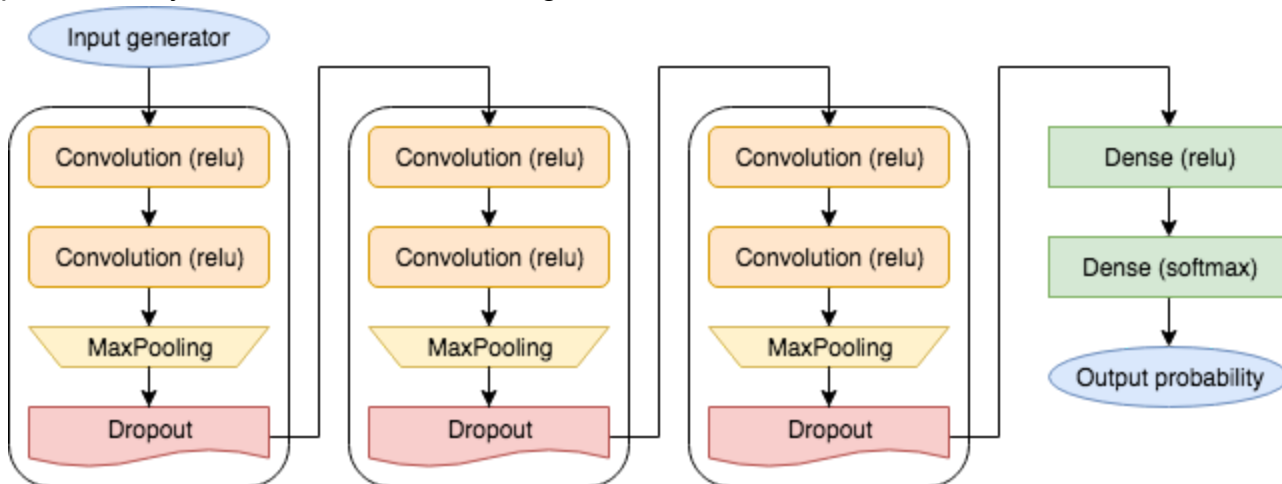 Input generator
Convolution (relu)
Convolution (relu)
MaxPooling
Dropout
Convolution (relu)
Convolution (relu)
MaxPooling
Dropout
Convolution (relu)
Convolution (relu)
MaxPooling
Dropout
Dense (relu)
Dense (softmax)
Output probability